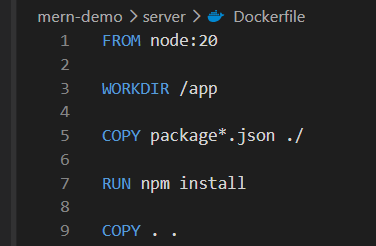 mern-demo > server > Dockerfile
1 FROM node:20
2
3 WORKDIR /app
4
5 COPY package*.json ./
6
7 RUN npm install
8
9 COPY . .